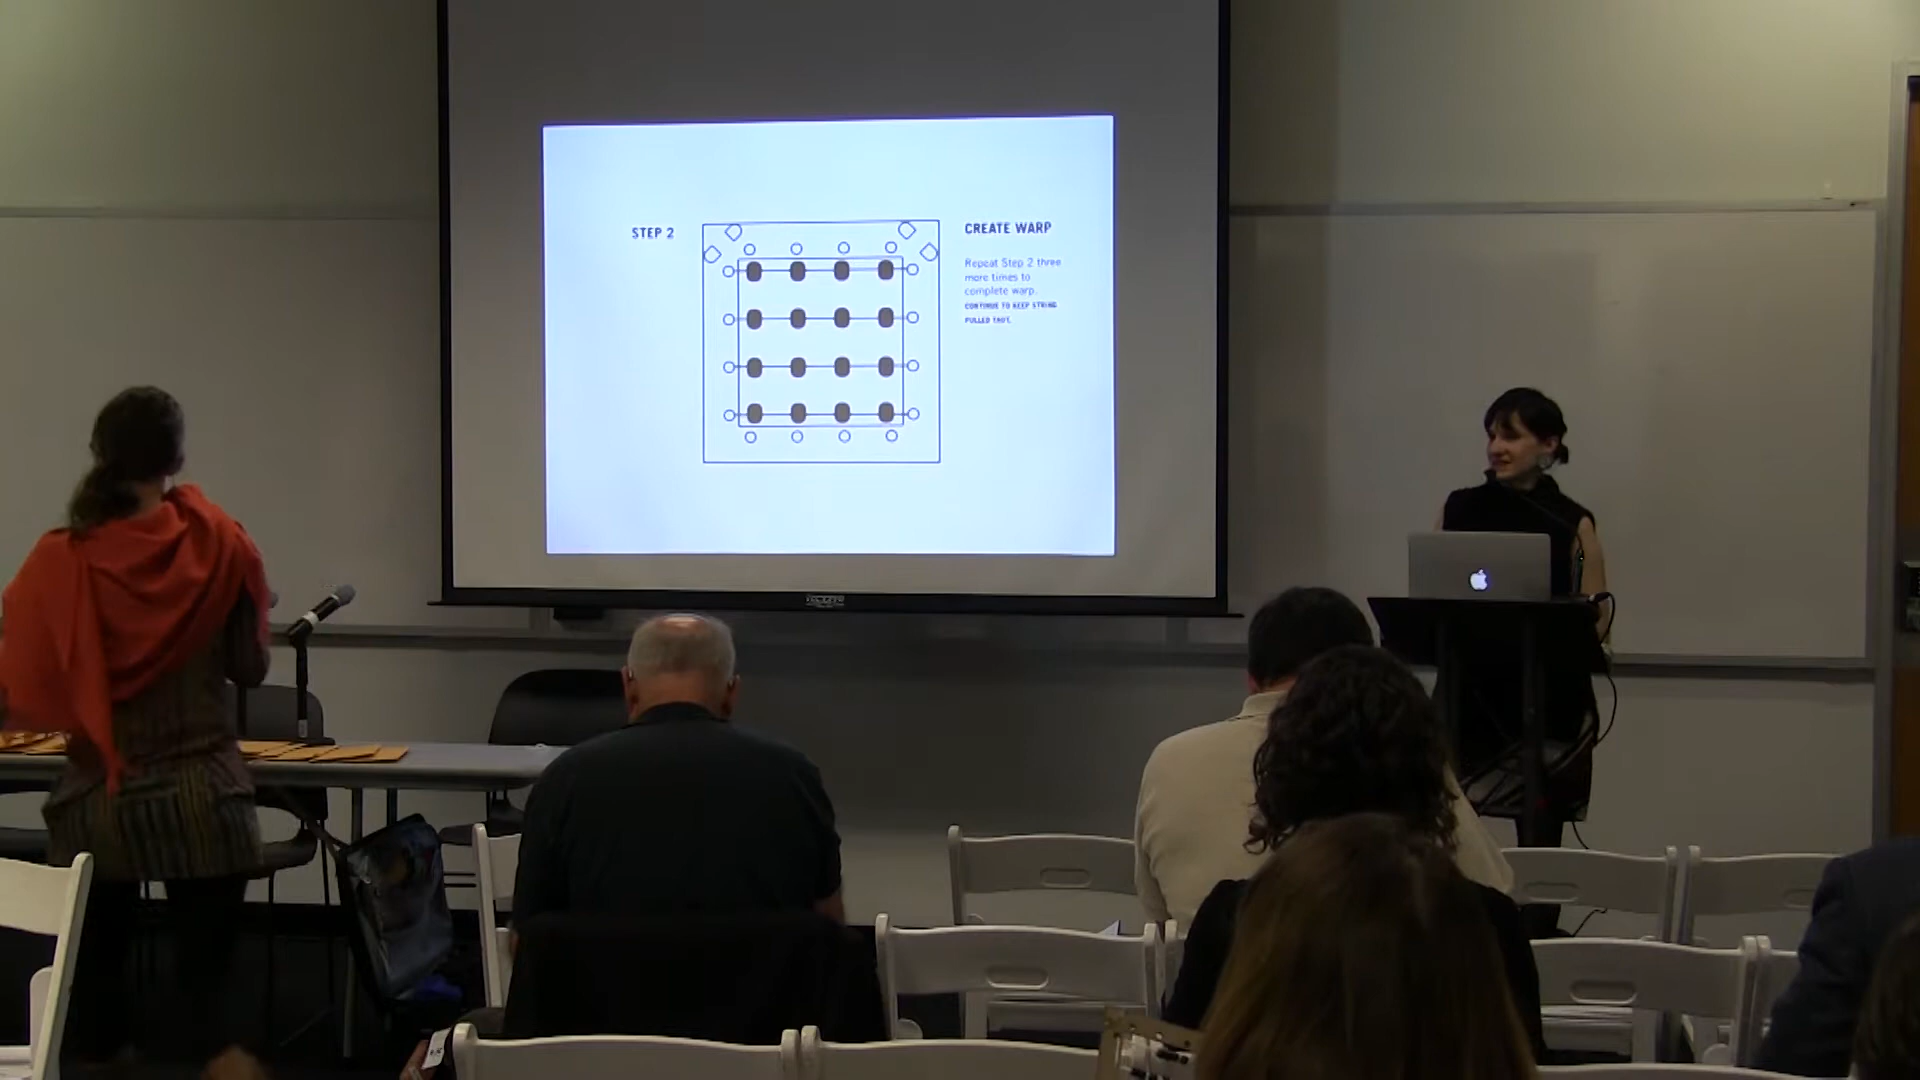 STEP 2
CREATE WARP
Repeat Step 2 three
more times to
complete warp.
CONTINUE TO KEEP STRING
PULLED TAUT.